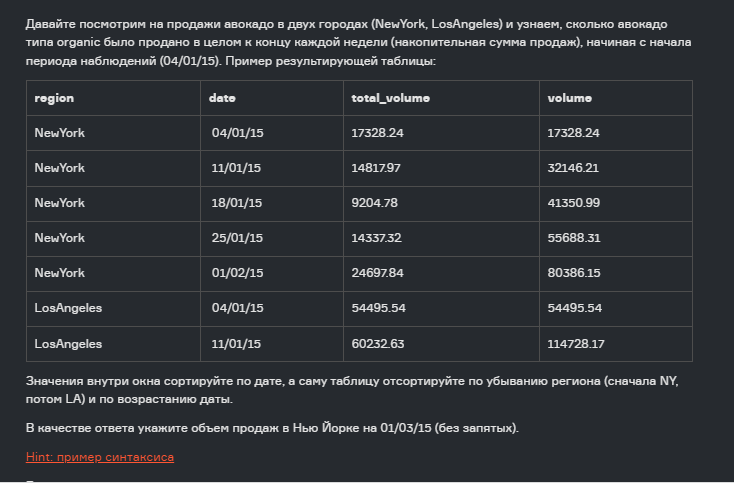 Давайте посмотрим на продажи авокадо в двух городах (NewYork, LosAngeles) и узнаем, сколько авокадо
типа organic было продано в целом к концу каждой недели (накопительная сумма продаж), начиная с начала
периода наблюдений (04/01/15). Пример результирующей таблицы:
region date total_volume volume
NewYork 04/01/15 17328.24 17328.24
NewYork 11/01/15 14817.97 32146.21
NewYork 18/01/15 9204.78 41350.99
NewYork 25/01/15 14337.32 55688.31
NewYork 01/02/15 24697.84 80386.15
LosAngeles 04/01/15 54495.54 54495.54
LosAngeles 11/01/15 60232.63 114728.17
Значения внутри окна сортируйте по дате, а саму таблицу отсортируйте по убыванию региона (сначала NY,
потом LA) и по возрастанию даты.
В качестве ответа укажите объем продаж в Нью Йорке на 01/03/15 (без запятых).
Hint: пример синтаксиса